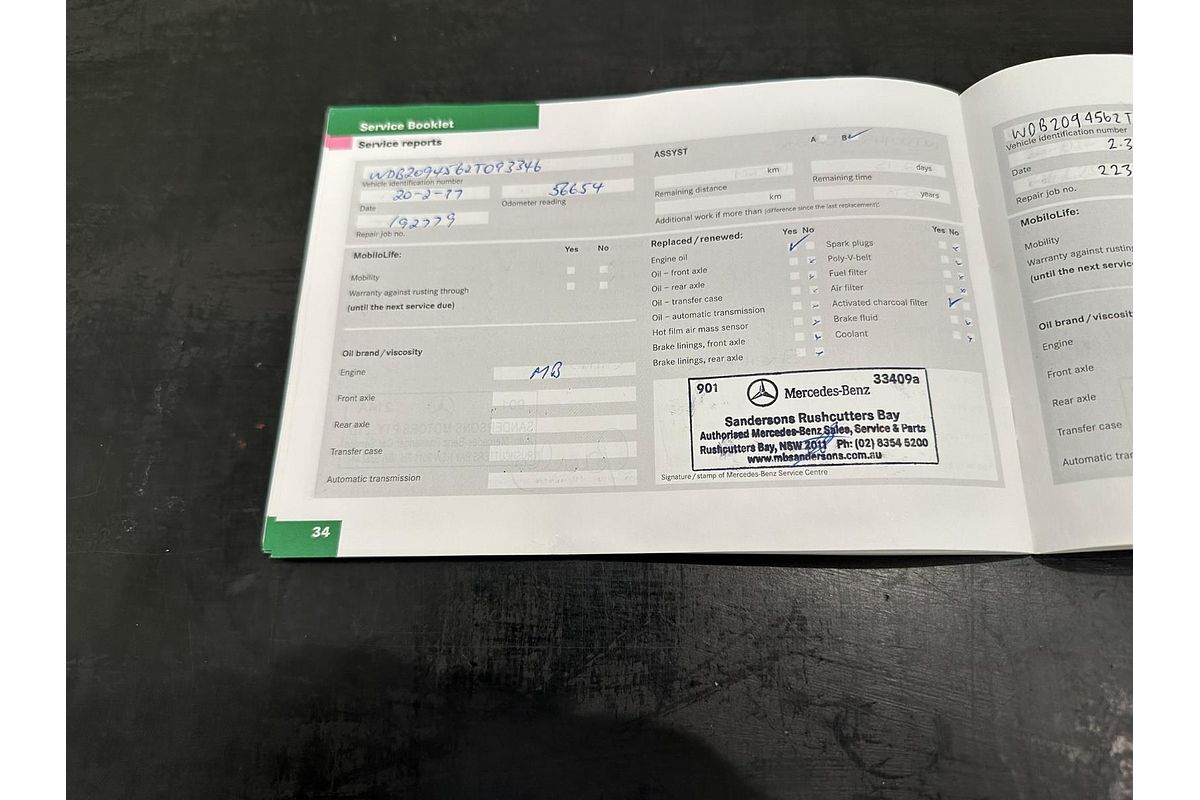 Service Booklet
Service reports
WDB2094562T093346
Vehicle identification number
20-2-77
56654
Date
Odometer reading
192779
Repair job no.
MobiloLife:
Yes No
Mobility
Warranty against rusting through
(until the next service due)
Oil brand/viscosity
Engine
MB
Front axle
Rear axle
Transfer case
Automatic transmission
34
ASSYST
A B
km
Remaining distance
days
Remaining time
km
years
Additional work if more than (difference since the last replacement):
Replaced/renewed:
Yes No
Engine oil
Oil – front axle
Oil – rear axle
Oil – transfer case
Oil – automatic transmission
Hot film air mass sensor
Brake linings, front axle
Brake linings, rear axle
Yes No
Spark plugs
Poly-V-belt
Fuel filter
Air filter
Activated charcoal filter
Brake fluid
Coolant
901 Mercedes-Benz 33409a
Sandersons Rushcutters Bay
Authorised Mercedes-Benz Sales, Service & Parts
Rushcutters Bay, NSW 2011 Ph: (02) 8354 5200
www.mbsandersons.com.au
Signature/stamp of Mercedes-Benz Service Centre
WDB2094562T
Vehicle identification number
2.3
Date
223
Repair job no.
MobiloLife:
Mobility
Warranty against rusting
(until the next service
Oil brand/viscosit
Engine
Front axle
Rear axle
Transfer case
Automatic tra